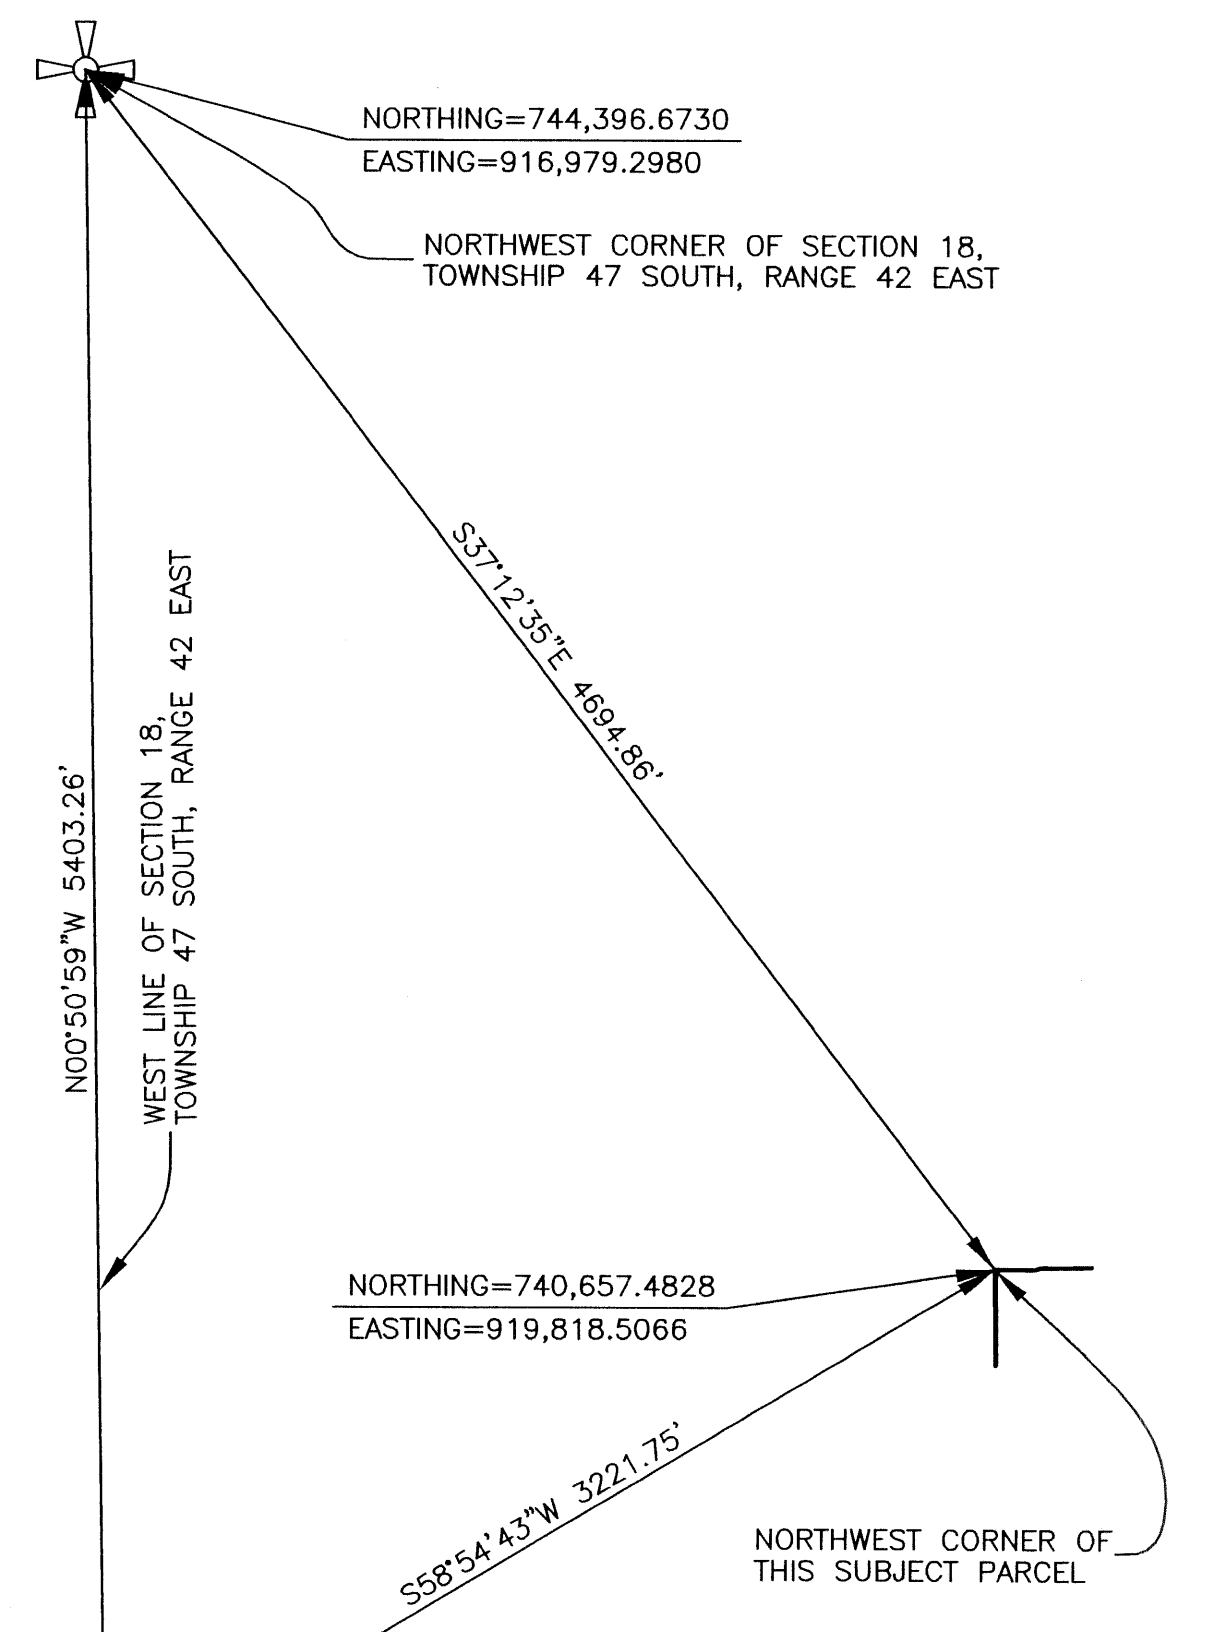 NORTHING=744,396.6730
EASTING=916,979.2980
NORTHWEST CORNER OF SECTION 18,
TOWNSHIP 47 SOUTH, RANGE 42 EAST
S37°12'35"E 4694.86'
WEST LINE OF SECTION 18,
TOWNSHIP 47 SOUTH, RANGE 42 EAST
N00°50'59"W 5403.26'
NORTHING=740,657.4828
EASTING=919,818.5066
S58°54'43"W 3221.75'
NORTHWEST CORNER OF
THIS SUBJECT PARCEL